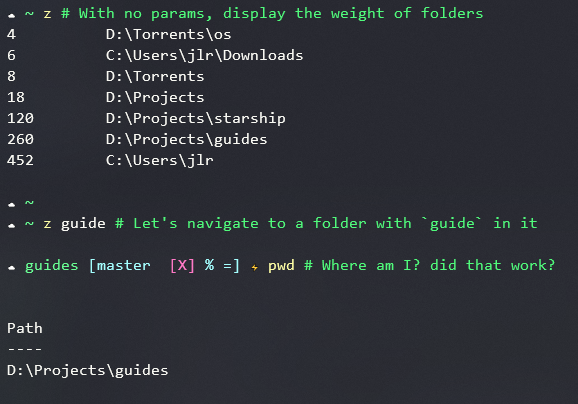 ~ z # With no params, display the weight of folders
4 D:\Torrents\os
6 C:\Users\jlr\Downloads
8 D:\Torrents
18 D:\Projects
120 D:\Projects\starship
260 D:\Projects\guides
452 C:\Users\jlr
~
~ z guide # Let's navigate to a folder with `guide` in it
guides [master [X] % =] ⚡ pwd # Where am I? did that work?
Path
----
D:\Projects\guides